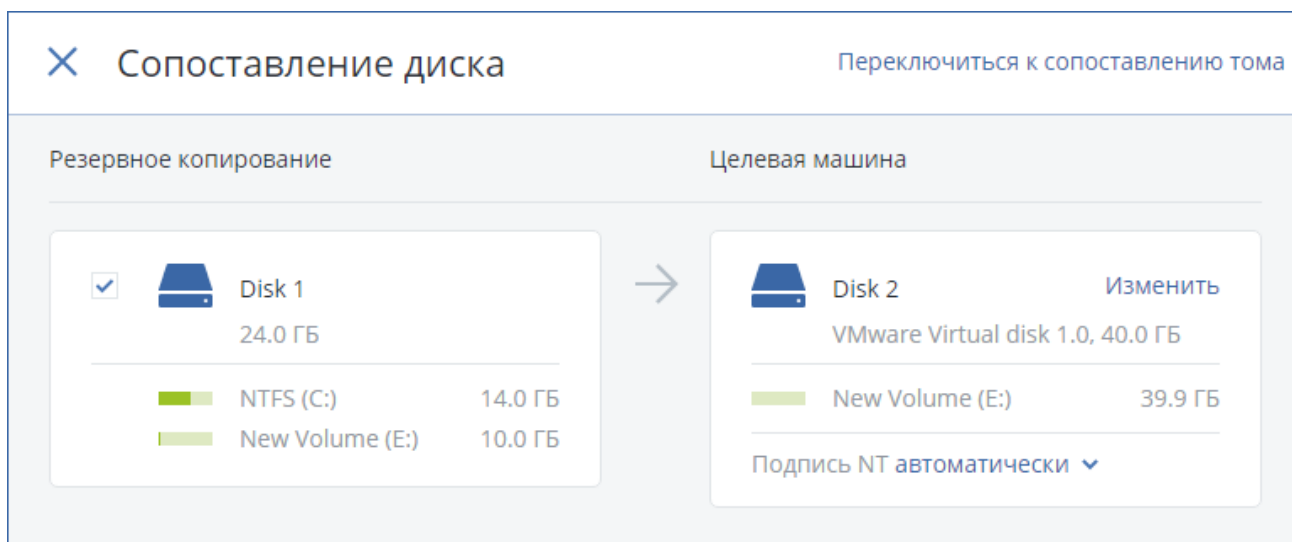 Сопоставление диска
Переключиться к сопоставлению тома
Резервное копирование
Целевая машина
Disk 1
24.0 ГБ
NTFS (C:) 14.0 ГБ
New Volume (E:) 10.0 ГБ
Disk 2 Изменить
VMware Virtual disk 1.0, 40.0 ГБ
New Volume (E:) 39.9 ГБ
Подпись NT автоматически